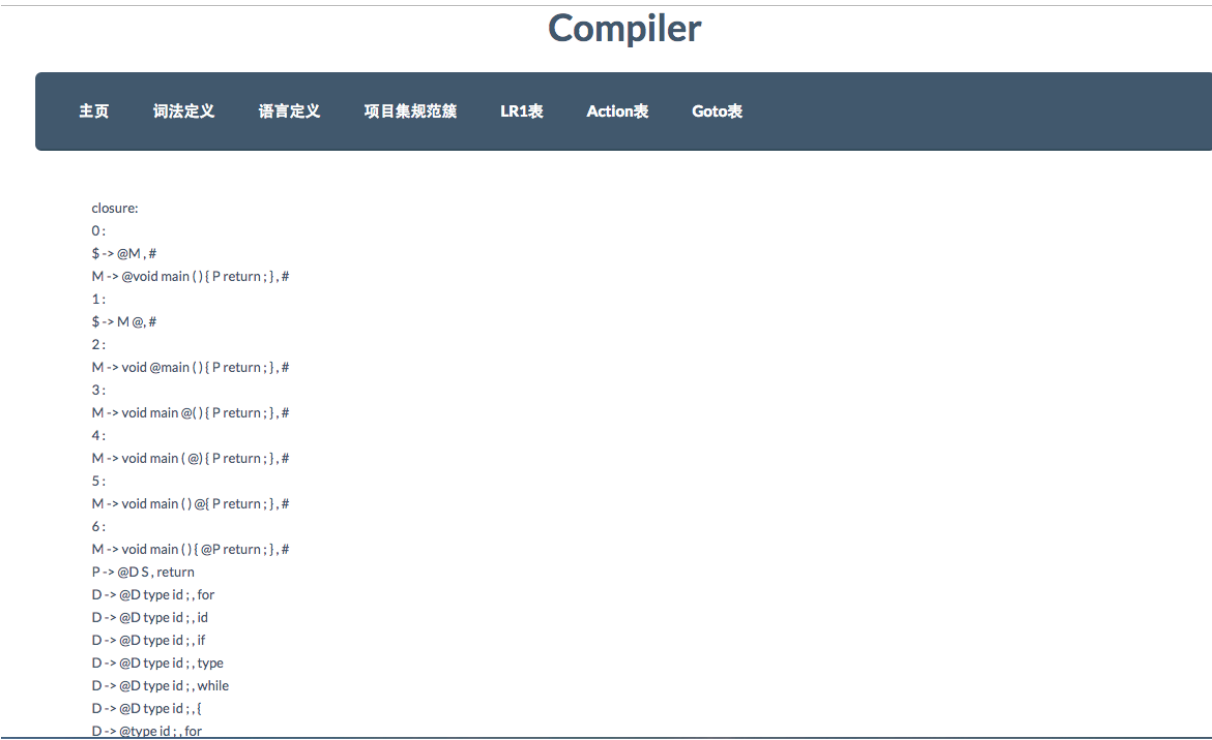 Compiler
主页 词法定义 语言定义 项目集规范簇 LR1表 Action表 Goto表
closure:
0 :
$ -> @M , #
M -> @void main ( ) { P return ; } , #
1 :
$ -> M @, #
2 :
M -> void @main ( ) { P return ; } , #
3 :
M -> void main @( ) { P return ; } , #
4 :
M -> void main ( @) { P return ; } , #
5 :
M -> void main ( ) @{ P return ; } , #
6 :
M -> void main ( ) { @P return ; } , #
P -> @D S , return
D -> @D type id ; , for
D -> @D type id ; , id
D -> @D type id ; , if
D -> @D type id ; , type
D -> @D type id ; , while
D -> @D type id ; , {
D -> @type id ; , for